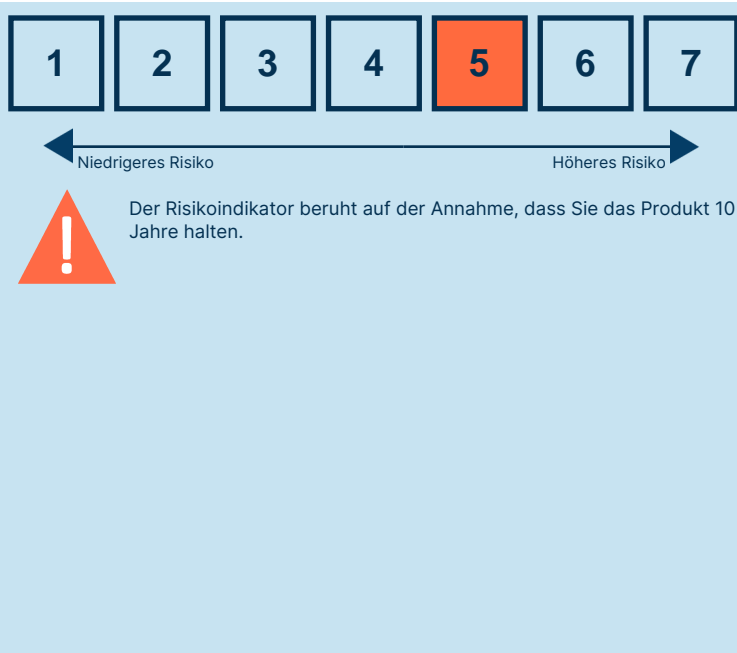 1 2 3 4 5 6 7
Niedrigeres Risiko Höheres Risiko
! Der Risikoindikator beruht auf der Annahme, dass Sie das Produkt 10
Jahre halten.